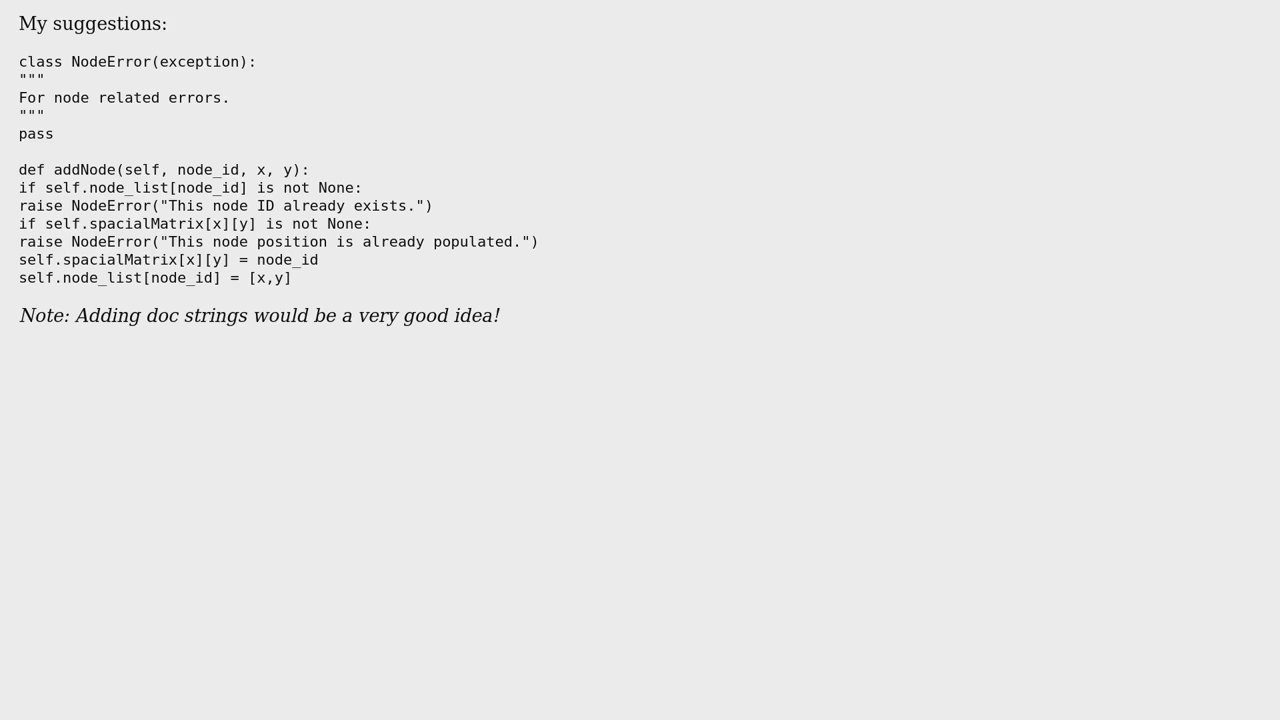 My suggestions:
class NodeError(exception):
"""
For node related errors.
"""
pass
def addNode(self, node_id, x, y):
if self.node_list[node_id] is not None:
raise NodeError("This node ID already exists.")
if self.spacialMatrix[x][y] is not None:
raise NodeError("This node position is already populated.")
self.spacialMatrix[x][y] = node_id
self.node_list[node_id] = [x,y]
Note: Adding doc strings would be a very good idea!